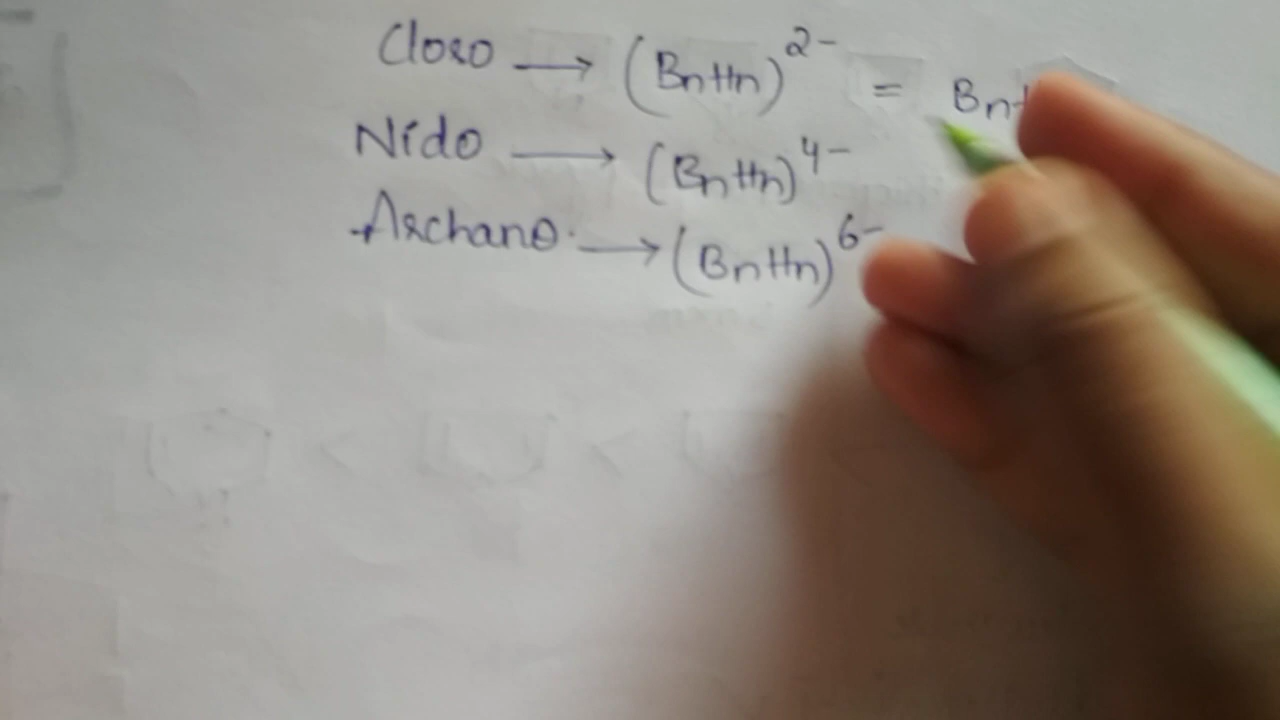 Closo → (BnHn)²⁻ = Bn
Nido → (BnHn)⁴⁻
Archano. → (BnHn)⁶⁻